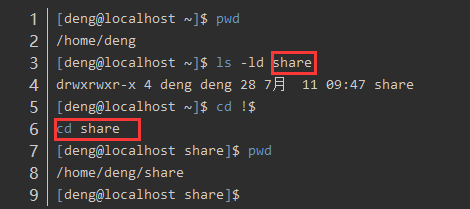 1 [deng@localhost ~]$ pwd
2 /home/deng
3 [deng@localhost ~]$ ls -ld share
4 drwxrwxr-x 4 deng deng 28 7月  11 09:47 share
5 [deng@localhost ~]$ cd !$
6 cd share
7 [deng@localhost share]$ pwd
8 /home/deng/share
9 [deng@localhost share]$